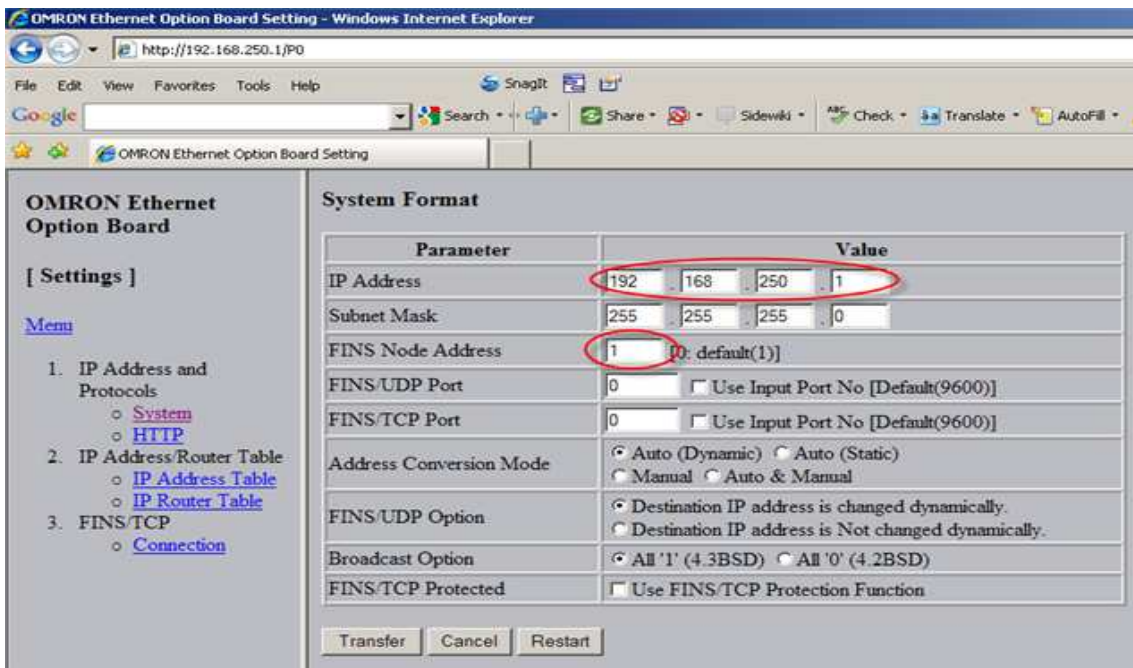 OMRON Ethernet Option Board Setting - Windows Internet Explorer
http://192.168.250.1/P0
File Edit View Favorites Tools Help SnagIt
Google Search Share Sidewiki Check Translate AutoFill
OMRON Ethernet Option Board Setting
OMRON Ethernet
Option Board
[ Settings ]
Menu
1. IP Address and
Protocols
System
HTTP
2. IP Address/Router Table
IP Address Table
IP Router Table
3. FINS/TCP
Connection
System Format
Parameter Value
IP Address 192 . 168 . 250 . 1
Subnet Mask 255 . 255 . 255 . 0
FINS Node Address 1 [0: default(1)]
FINS/UDP Port 0 Use Input Port No [Default(9600)]
FINS/TCP Port 0 Use Input Port No [Default(9600)]
Address Conversion Mode Auto (Dynamic) Auto (Static)
Manual Auto & Manual
FINS/UDP Option Destination IP address is changed dynamically.
Destination IP address is Not changed dynamically.
Broadcast Option All '1' (4.3BSD) All '0' (4.2BSD)
FINS/TCP Protected Use FINS/TCP Protection Function
Transfer Cancel Restart